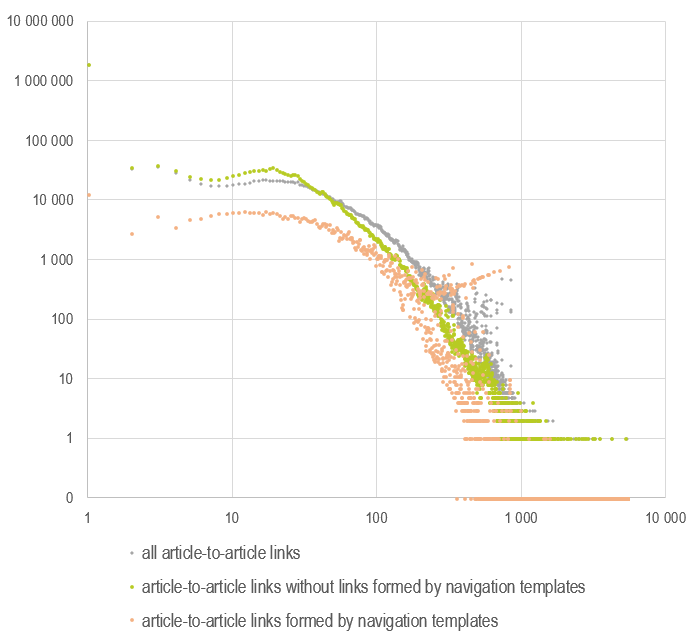 10 000 000
1 000 000
100 000
10 000
1 000
100
10
1
0
1 10 100 1 000 10 000
all article-to-article links
article-to-article links without links formed by navigation templates
article-to-article links formed by navigation templates